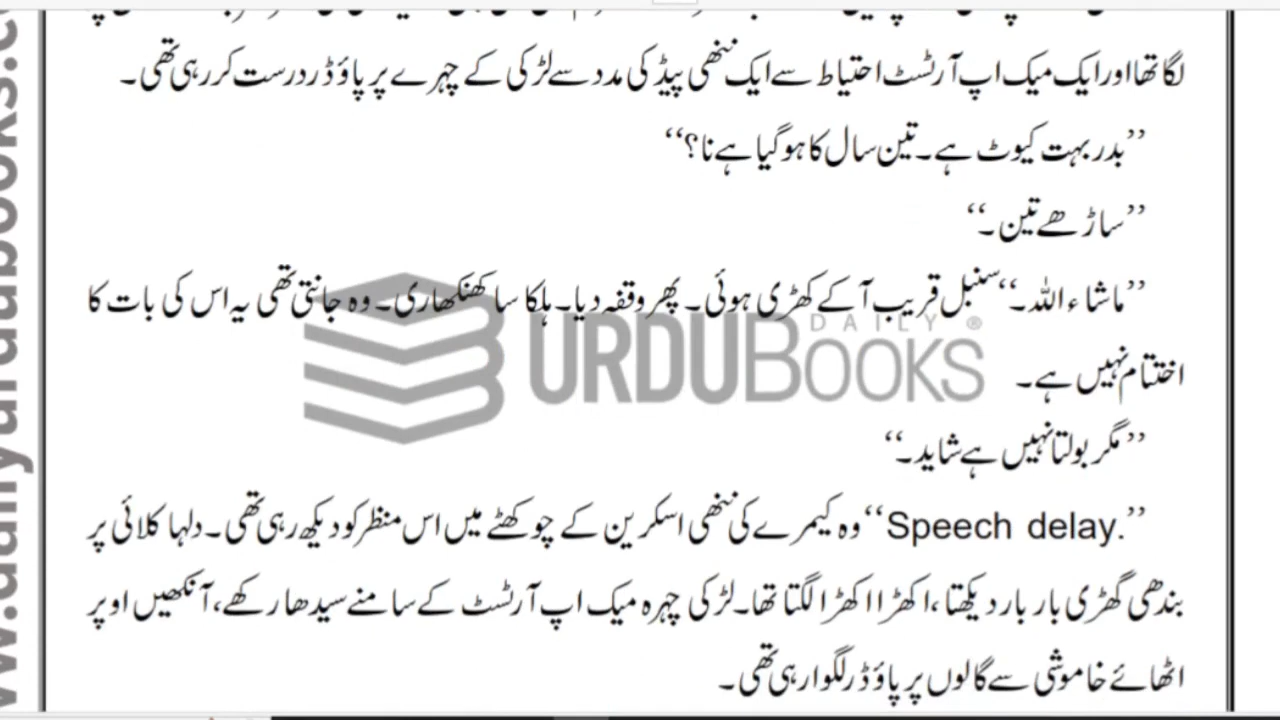 لگا تھا اور ایک میک اپ آرٹسٹ احتیاط سے ایک ننھی پیڈ کی مدد سے لڑکی کے چہرے پر پاؤڈر درست کر رہی تھی۔
’’بدر بہت کیوٹ ہے۔ تین سال کا ہو گیا ہے نا؟‘‘
’’ساڑھے تین۔‘‘
’’ماشاء اللہ۔‘‘ سنبل قریب آ کے کھڑی ہوئی۔ پھر وقفہ دیا۔ ہلکا سا کھنکھاری۔ وہ جانتی تھی یہ اس کی بات کا
DAILY ®
URDU BOOKS
اختتام نہیں ہے۔
’’مگر بولتا نہیں ہے شاید۔‘‘
’’Speech delay.‘‘ وہ کیمرے کی ننھی اسکرین کے چوکھٹے میں اس منظر کو دیکھ رہی تھی۔ دلہا کلائی پر
بندھی گھڑی بار بار دیکھتا، اکھڑا اکھڑا لگتا تھا۔ لڑکی چہرہ میک اپ آرٹسٹ کے سامنے سیدھا رکھے، آنکھیں اوپر
اٹھائے خاموشی سے گالوں پر پاؤڈر لگوا رہی تھی۔
w.dailyurdubooks.c